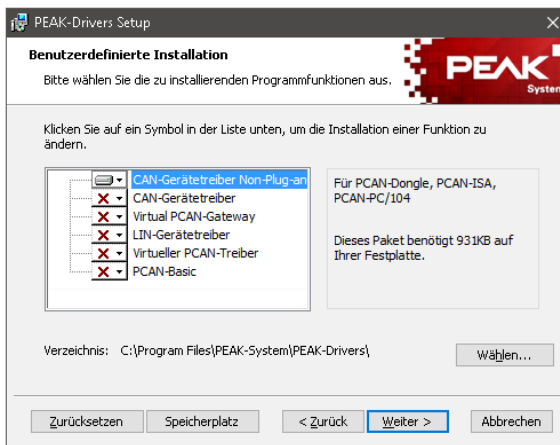 PEAK-Drivers Setup
Benutzerdefinierte Installation
Bitte wählen Sie die zu installierenden Programmfunktionen aus.
PEAK
System
Klicken Sie auf ein Symbol in der Liste unten, um die Installation einer Funktion zu
ändern.
CAN-Gerätetreiber Non-Plug-an
CAN-Gerätetreiber
Virtual PCAN-Gateway
LIN-Gerätetreiber
Virtueller PCAN-Treiber
PCAN-Basic
Für PCAN-Dongle, PCAN-ISA,
PCAN-PC/104
Dieses Paket benötigt 931KB auf
Ihrer Festplatte.
Verzeichnis: C:\Program Files\PEAK-System\PEAK-Drivers\
Wählen...
Zurücksetzen Speicherplatz < Zurück Weiter > Abbrechen